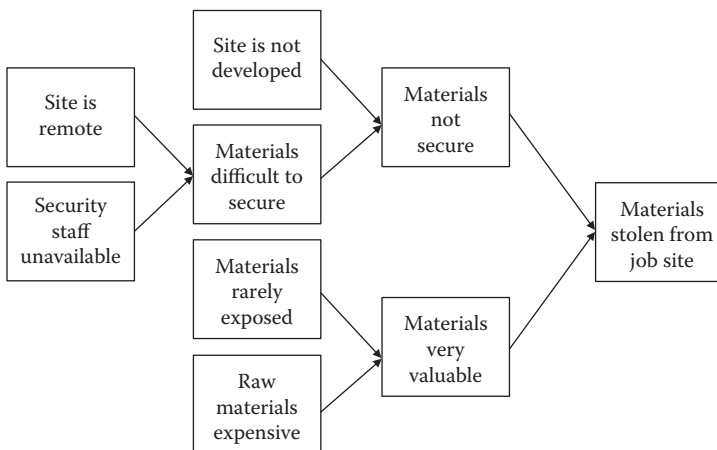 Site is not
developed
Site is
remote
Materials
not
secure
Materials
difficult to
secure
Security
staff
unavailable
Materials
stolen from
job site
Materials
rarely
exposed
Materials
very
valuable
Raw
materials
expensive